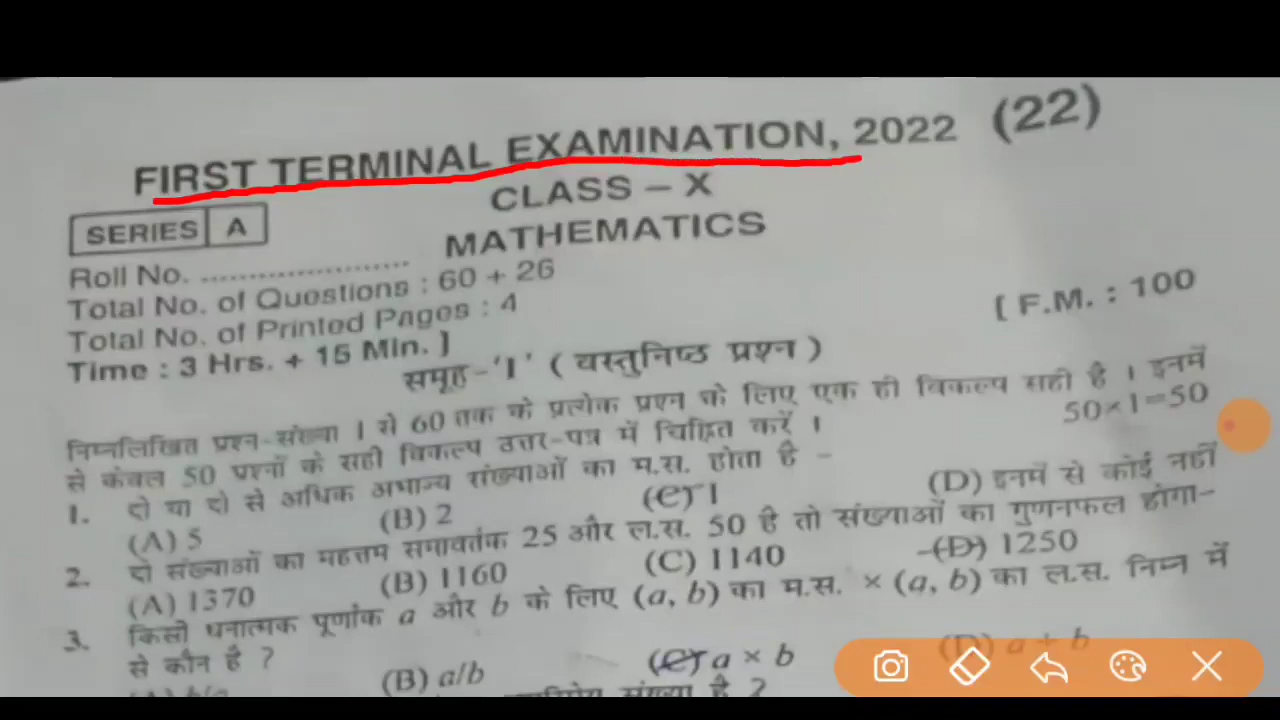 FIRST TERMINAL EXAMINATION, 2022 (22)
CLASS – X
SERIES A
MATHEMATICS
Roll No. ........................
Total No. of Questions : 60 + 26
Total No. of Printed Pages : 4
Time : 3 Hrs. + 15 Min. ]
[ F.M. : 100
समूह-'I' ( वस्तुनिष्ठ प्रश्न )
निम्नलिखित प्रश्न-संख्या 1 से 60 तक के प्रत्येक प्रश्न के लिए एक ही विकल्प सही है । इनमें
से केवल 50 प्रश्नों के सही विकल्प उत्तर-पत्र में चिह्नित करें । 50×1=50
1. दो या दो से अधिक अभाज्य संख्याओं का म.स. होता है –
(A) 5 (B) 2 (C) 1 (D) इनमें से कोई नहीं
2. दो संख्याओं का महत्तम समावर्तक 25 और ल.स. 50 है तो संख्याओं का गुणनफल होगा–
(A) 1370 (B) 1160 (C) 1140 (D) 1250
3. किसी धनात्मक पूर्णांक a और b के लिए (a, b) का म.स. × (a, b) का ल.स. निम्न में
से कौन है ?
(B) a/b (C) a × b (D) a + b
संख्या है ?